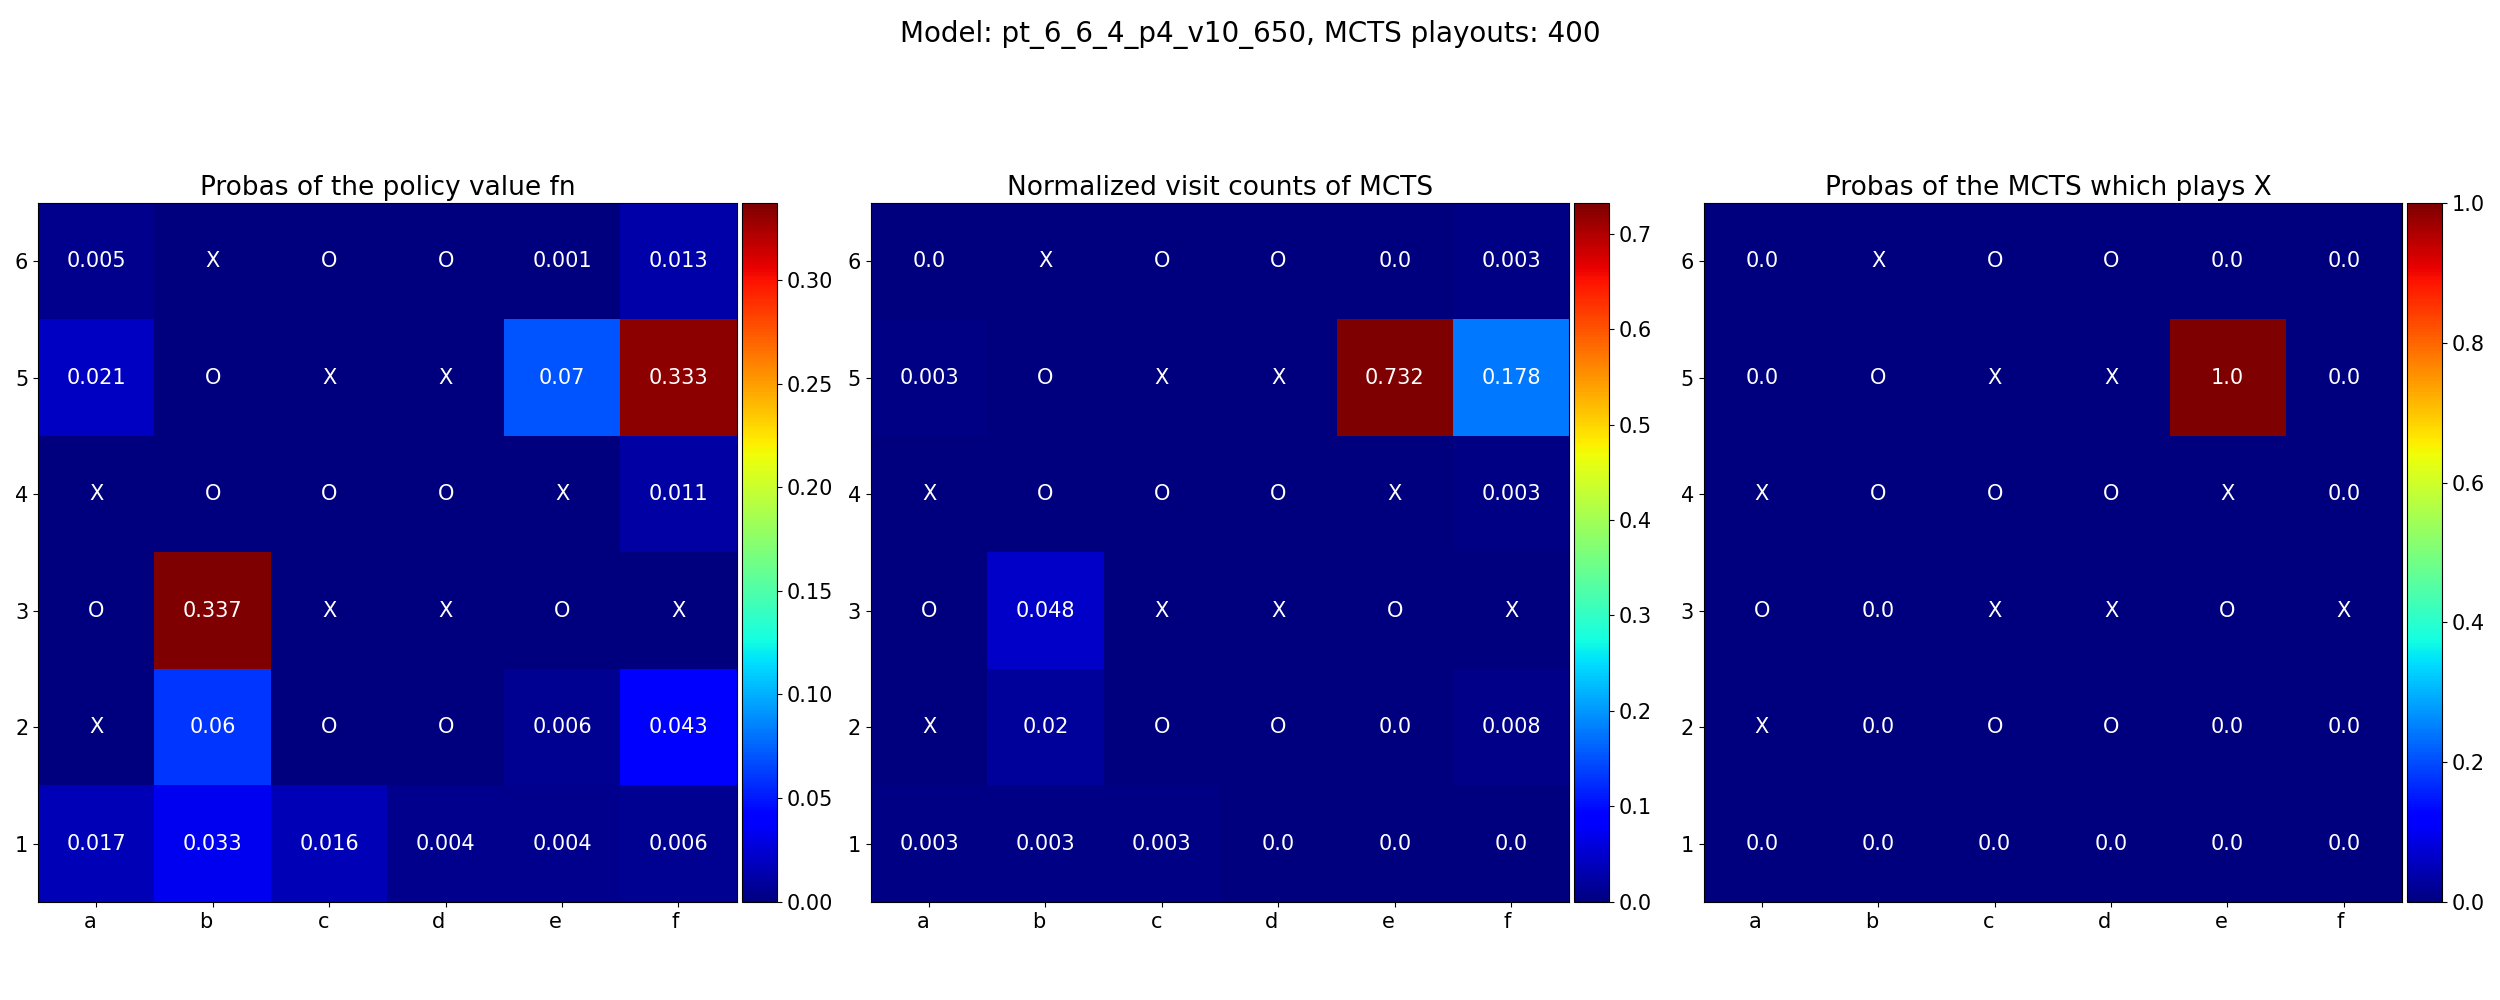 Model: pt_6_6_4_p4_v10_650, MCTS playouts: 400
Probas of the policy value fn
6 0.005 X O O 0.001 0.013
5 0.021 O X X 0.07 0.333
4 X O O O X 0.011
3 O 0.337 X X O X
2 X 0.06 O O 0.006 0.043
1 0.017 0.033 0.016 0.004 0.004 0.006
a b c d e f
0.30
0.25
0.20
0.15
0.10
0.05
0.00
Normalized visit counts of MCTS
6 0.0 X O O 0.0 0.003
5 0.003 O X X 0.732 0.178
4 X O O O X 0.003
3 O 0.048 X X O X
2 X 0.02 O O 0.0 0.008
1 0.003 0.003 0.003 0.0 0.0 0.0
a b c d e f
0.7
0.6
0.5
0.4
0.3
0.2
0.1
0.0
Probas of the MCTS which plays X
6 0.0 X O O 0.0 0.0
5 0.0 O X X 1.0 0.0
4 X O O O X 0.0
3 O 0.0 X X O X
2 X 0.0 O O 0.0 0.0
1 0.0 0.0 0.0 0.0 0.0 0.0
a b c d e f
1.0
0.8
0.6
0.4
0.2
0.0